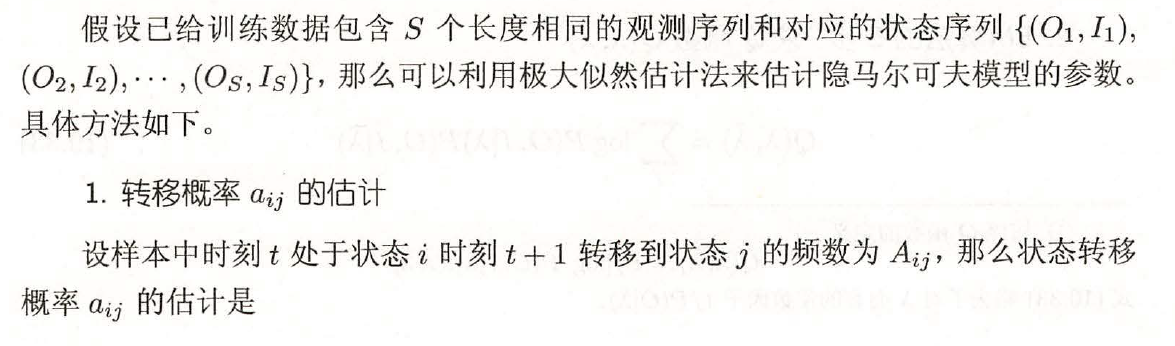 假设已给训练数据包含 S 个长度相同的观测序列和对应的状态序列 {(O₁, I₁),
(O₂, I₂), ⋯ , (O_S, I_S)}, 那么可以利用极大似然估计法来估计隐马尔可夫模型的参数。
具体方法如下。
1. 转移概率 a_{ij} 的估计
设样本中时刻 t 处于状态 i 时刻 t + 1 转移到状态 j 的频数为 A_{ij}, 那么状态转移
概率 a_{ij} 的估计是